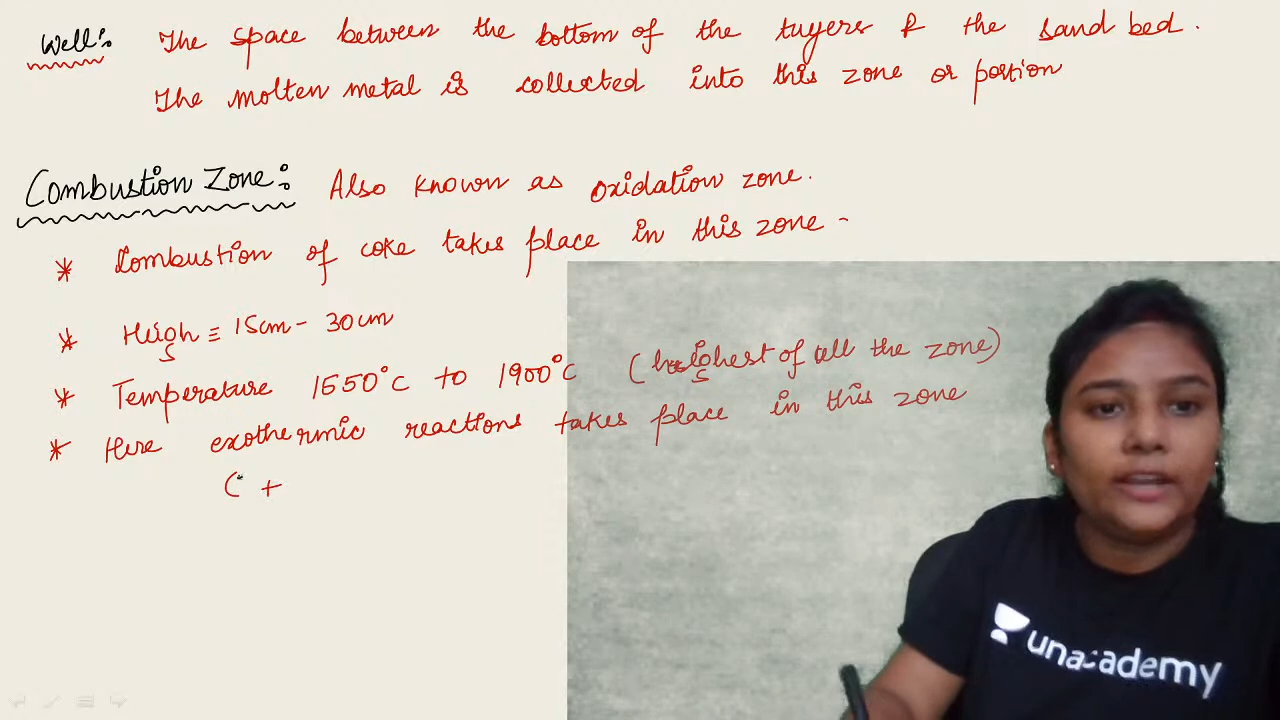 Well:- The space between the bottom of the tuyers & the sand bed.
The molten metal is collected into this zone or portion
Combustion Zone:- Also known as oxidation zone.
* Combustion of coke takes place in this zone -
* Heigh ≡ 15cm - 30cm
* Temperature 1550°C to 1900°C (highest of all the zone)
* Here exothermic reactions takes place in this zone
C +
unacademy